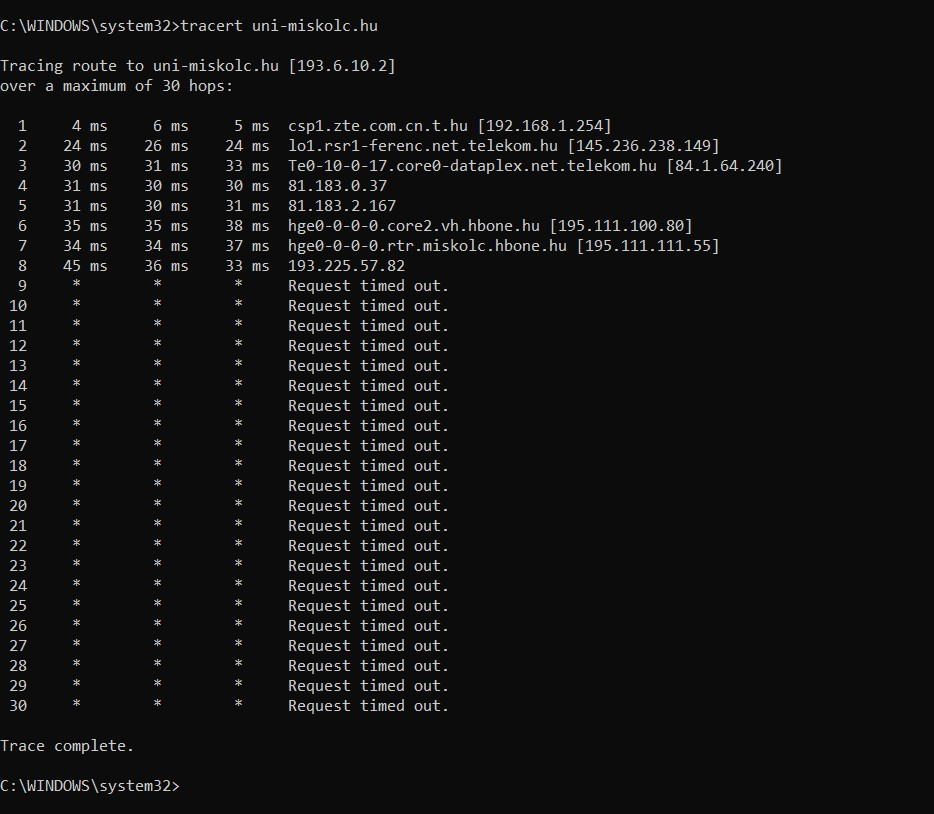 C:\WINDOWS\system32>tracert uni-miskolc.hu
Tracing route to uni-miskolc.hu [193.6.10.2]
over a maximum of 30 hops:
1 4 ms 6 ms 5 ms csp1.zte.com.cn.t.hu [192.168.1.254]
2 24 ms 26 ms 24 ms lo1.rsr1-ferenc.net.telekom.hu [145.236.238.149]
3 30 ms 31 ms 33 ms Te0-10-0-17.core0-dataplex.net.telekom.hu [84.1.64.240]
4 31 ms 30 ms 30 ms 81.183.0.37
5 31 ms 30 ms 31 ms 81.183.2.167
6 35 ms 35 ms 38 ms hge0-0-0-0.core2.vh.hbone.hu [195.111.100.80]
7 34 ms 34 ms 37 ms hge0-0-0-0.rtr.miskolc.hbone.hu [195.111.111.55]
8 45 ms 36 ms 33 ms 193.225.57.82
9 * * * Request timed out.
10 * * * Request timed out.
11 * * * Request timed out.
12 * * * Request timed out.
13 * * * Request timed out.
14 * * * Request timed out.
15 * * * Request timed out.
16 * * * Request timed out.
17 * * * Request timed out.
18 * * * Request timed out.
19 * * * Request timed out.
20 * * * Request timed out.
21 * * * Request timed out.
22 * * * Request timed out.
23 * * * Request timed out.
24 * * * Request timed out.
25 * * * Request timed out.
26 * * * Request timed out.
27 * * * Request timed out.
28 * * * Request timed out.
29 * * * Request timed out.
30 * * * Request timed out.
Trace complete.
C:\WINDOWS\system32>